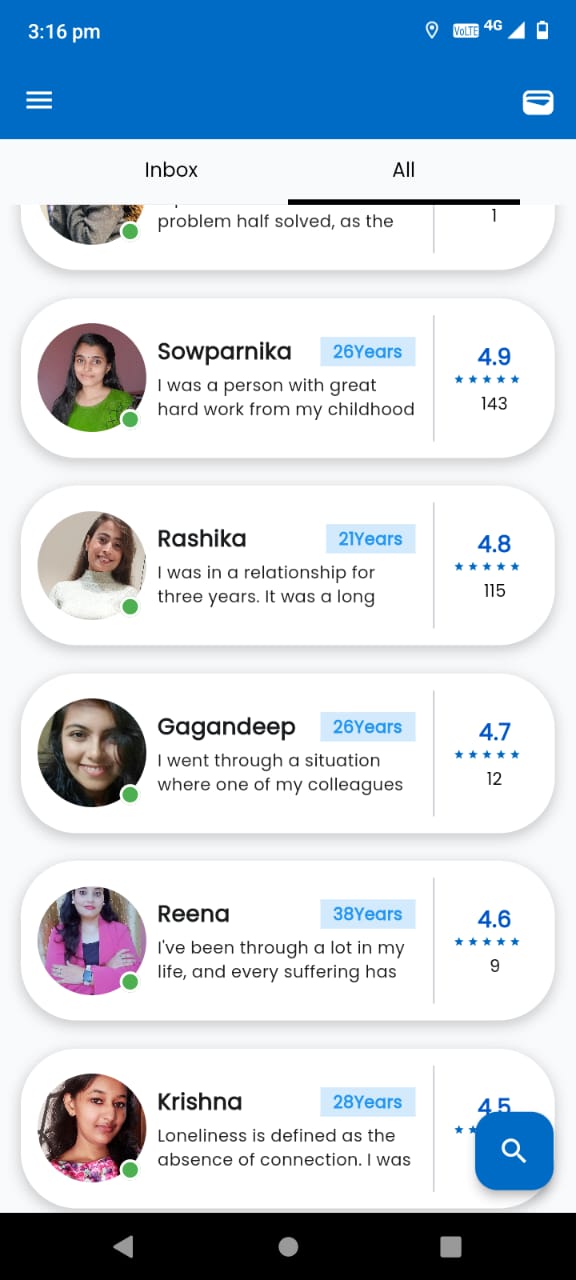 3:16 pm
VoLTE 4G
Inbox
All
problem half solved, as the
1
Sowparnika
26Years
I was a person with great
hard work from my childhood
4.9
143
Rashika
21Years
I was in a relationship for
three years. It was a long
4.8
115
Gagandeep
26Years
I went through a situation
where one of my colleagues
4.7
12
Reena
38Years
I've been through a lot in my
life, and every suffering has
4.6
9
Krishna
28Years
Loneliness is defined as the
absence of connection. I was
4.5